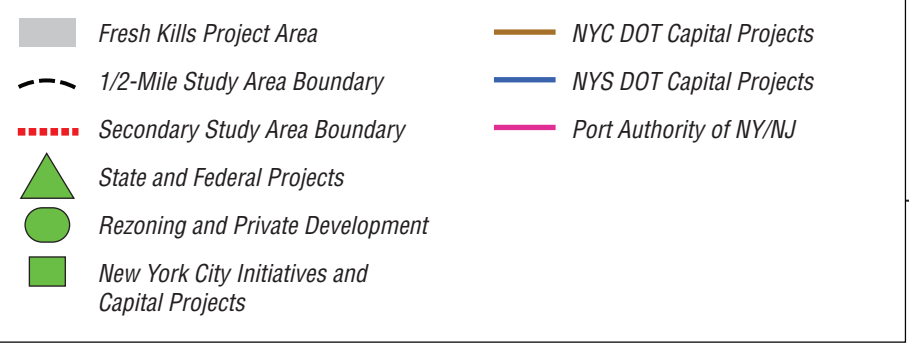 Fresh Kills Project Area
1/2-Mile Study Area Boundary
Secondary Study Area Boundary
State and Federal Projects
Rezoning and Private Development
New York City Initiatives and
Capital Projects
NYC DOT Capital Projects
NYS DOT Capital Projects
Port Authority of NY/NJ